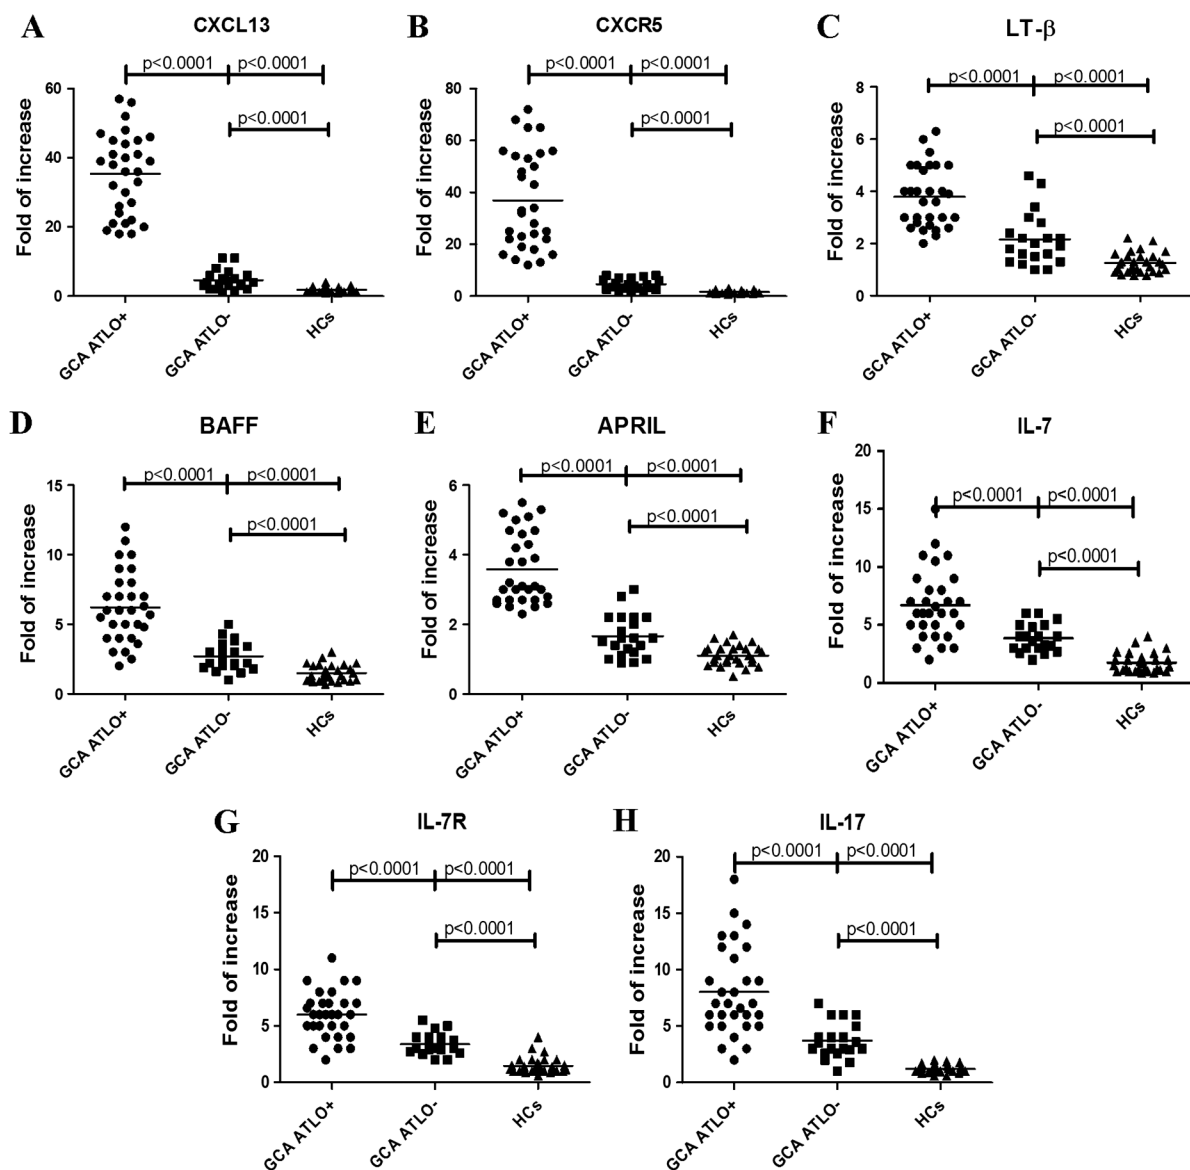 A
CXCL13
p<0.0001 p<0.0001
p<0.0001
Fold of increase
60
40
20
0
GCA ATLO+
GCA ATLO-
HCs
B
CXCR5
p<0.0001 p<0.0001
p<0.0001
Fold of increase
80
60
40
20
0
GCA ATLO+
GCA ATLO-
HCs
C
LT-β
p<0.0001 p<0.0001
p<0.0001
Fold of increase
8
6
4
2
0
GCA ATLO+
GCA ATLO-
HCs
D
BAFF
p<0.0001 p<0.0001
p<0.0001
Fold of increase
15
10
5
0
GCA ATLO+
GCA ATLO-
HCs
E
APRIL
p<0.0001 p<0.0001
p<0.0001
Fold of increase
6
4
2
0
GCA ATLO+
GCA ATLO-
HCs
F
IL-7
p<0.0001 p<0.0001
p<0.0001
Fold of increase
20
15
10
5
0
GCA ATLO+
GCA ATLO-
HCs
G
IL-7R
p<0.0001 p<0.0001
p<0.0001
Fold of increase
20
15
10
5
0
GCA ATLO+
GCA ATLO-
HCs
H
IL-17
p<0.0001 p<0.0001
p<0.0001
Fold of increase
20
15
10
5
0
GCA ATLO+
GCA ATLO-
HCs